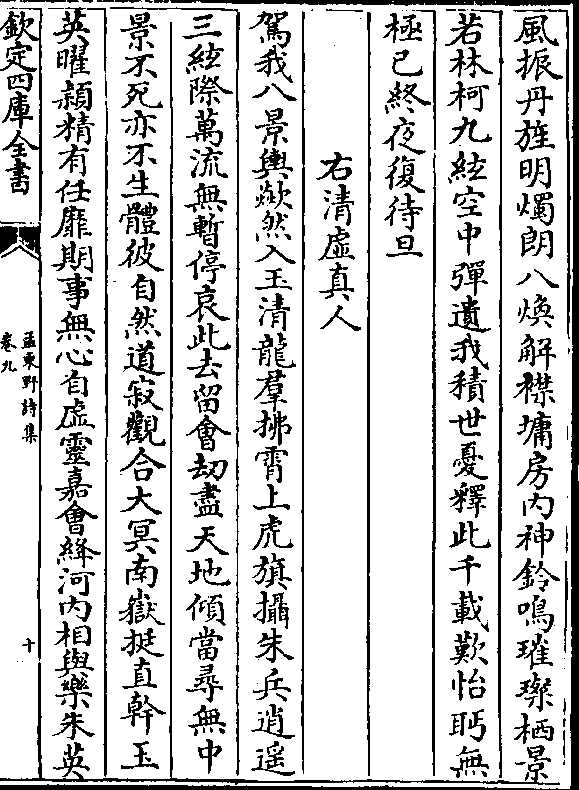 風振丹旌明燭朗八煥解襟墉房内神鈴鳴璀璨栖景
若林柯九絃空中彈遺我積世憂釋此千載歎怡眄無
極已終夜復待旦
右清虚真人
駕我八景輿欻然入玉清龍羣拂霄上虎旗攝朱兵逍遥
三絃際萬流無暫停哀此去留會刼盡天地傾當尋無中
景不死亦不生體彼自然道寂觀合大冥南嶽挺直幹玉
英曜頴精有任靡期事無心自虚靈嘉會絳河内相與樂朱英
欽定四庫全書
孟東野詩集
卷九
十